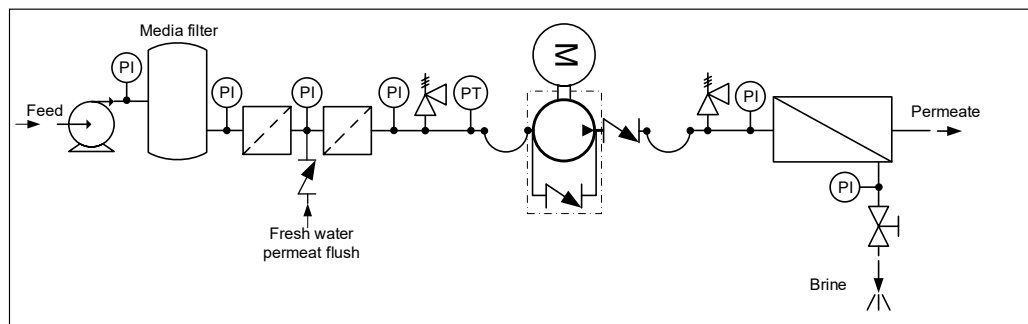 Media filter
M
PI
PI
PI
PI
PT
PI
Feed
Permeate
PI
Fresh water
permeat flush
Brine